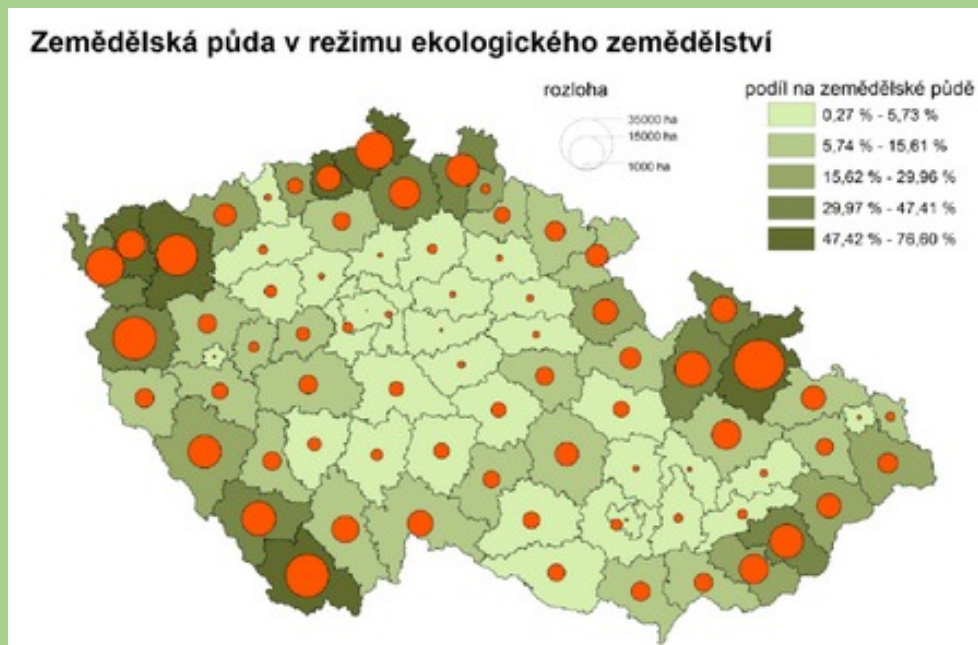 Zemědělská půda v režimu ekologického zemědělství
rozloha
35000 ha
15000 ha
1000 ha
podíl na zemědělské půdě
0,27 % - 5,73 %
5,74 % - 15,61 %
15,62 % - 29,96 %
29,97 % - 47,41 %
47,42 % - 76,60 %